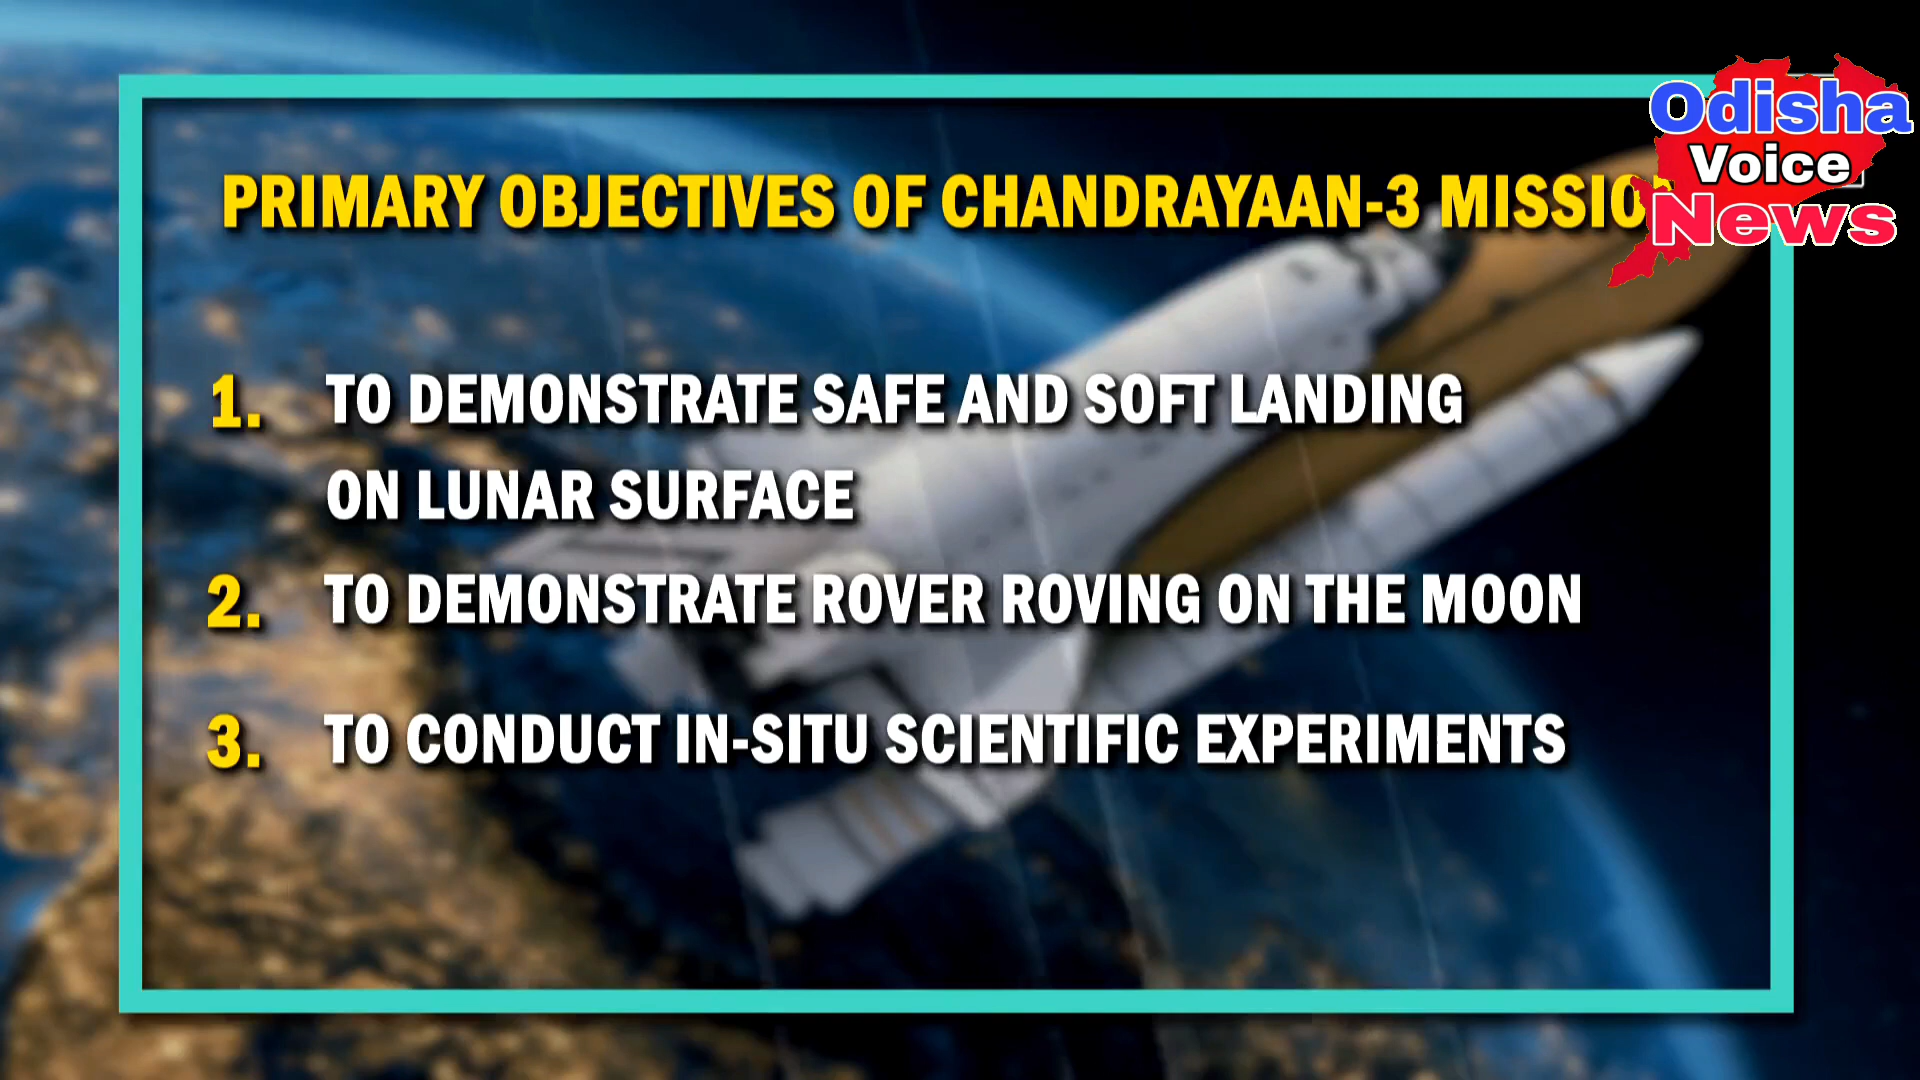 Odisha
Voice
News
PRIMARY OBJECTIVES OF CHANDRAYAAN-3
1. TO DEMONSTRATE SAFE AND SOFT LANDING
ON LUNAR SURFACE
2. TO DEMONSTRATE ROVER ROVING ON THE MOON
3. TO CONDUCT IN-SITU SCIENTIFIC EXPERIMENTS